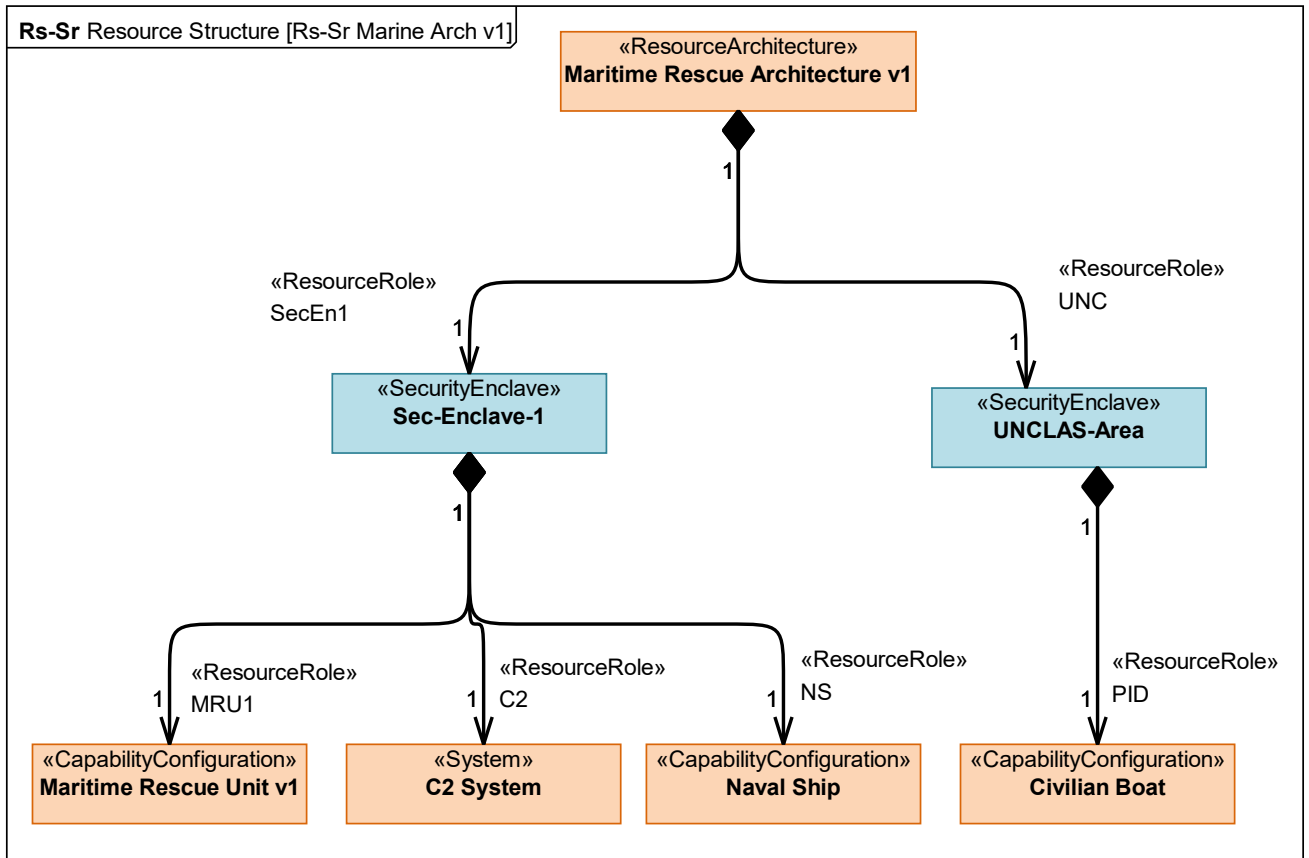 Rs-Sr Resource Structure [Rs-Sr Marine Arch v1]
«ResourceArchitecture»
Maritime Rescue Architecture v1
1
«ResourceRole»
SecEn1
1
«ResourceRole»
UNC
1
«SecurityEnclave»
Sec-Enclave-1
1
«SecurityEnclave»
UNCLAS-Area
1
«ResourceRole»
MRU1
1
«ResourceRole»
C2
1
«ResourceRole»
NS
1
«ResourceRole»
PID
1
«CapabilityConfiguration»
Maritime Rescue Unit v1
«System»
C2 System
«CapabilityConfiguration»
Naval Ship
«CapabilityConfiguration»
Civilian Boat